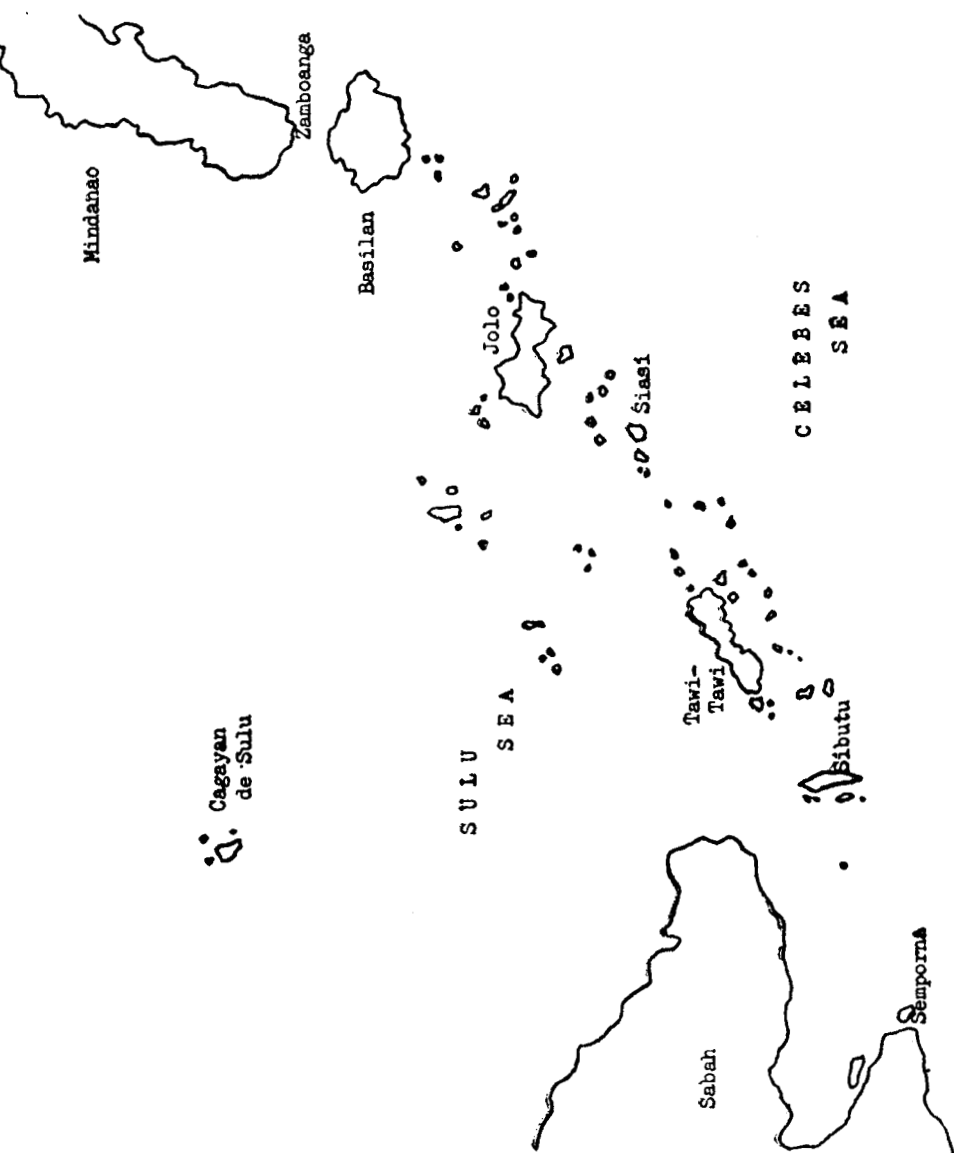 Mindanao
Zamboanga
Basilan
Jolo
Siasi
Cagayan
de Sulu
SULU
SEA
CELEBES
SEA
Tawi-
Tawi
Sibutu
Sabah
Semporna